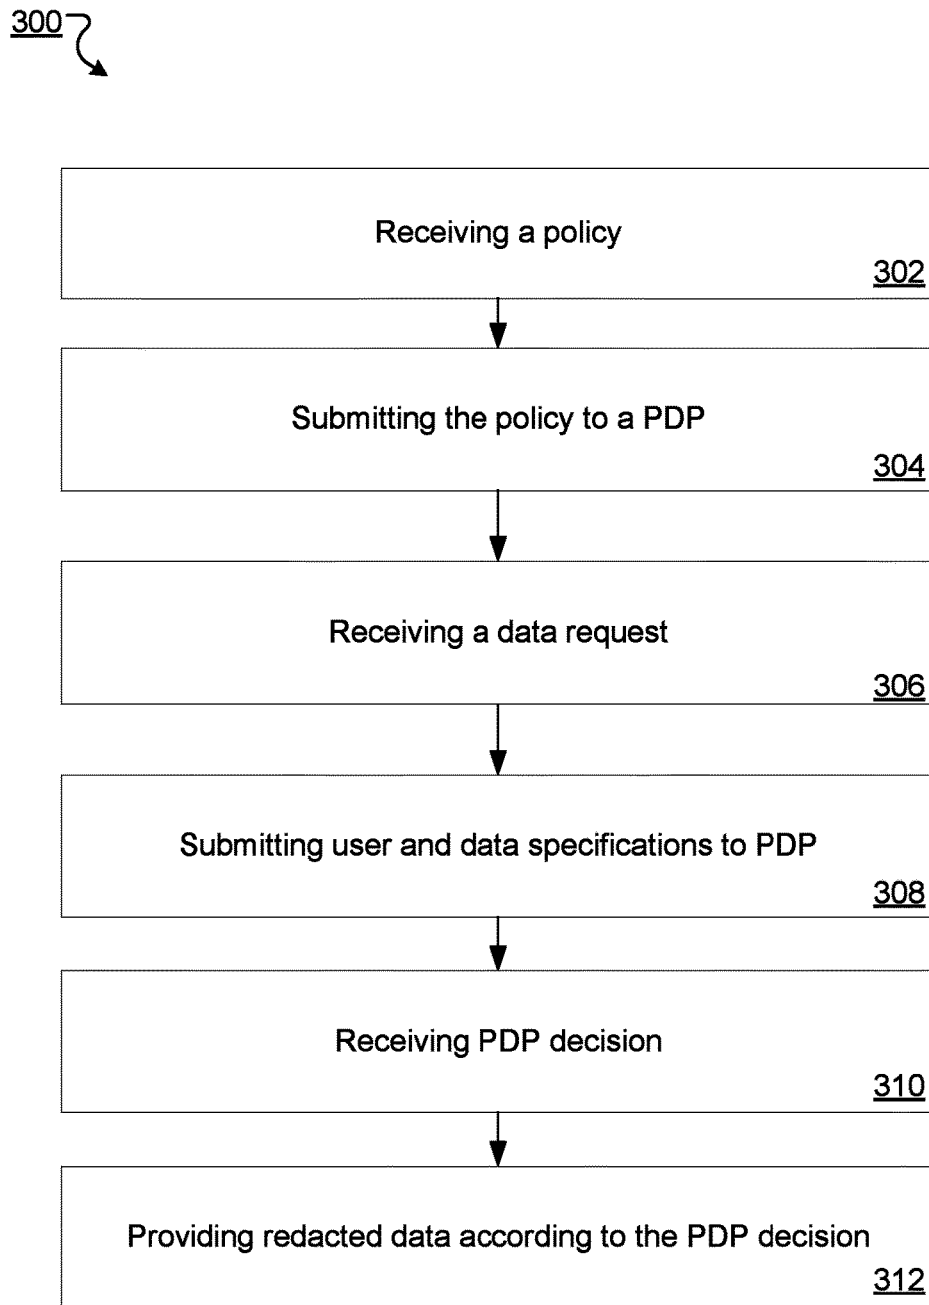 300
Receiving a policy
302
Submitting the policy to a PDP
304
Receiving a data request
306
Submitting user and data specifications to PDP
308
Receiving PDP decision
310
Providing redacted data according to the PDP decision
312